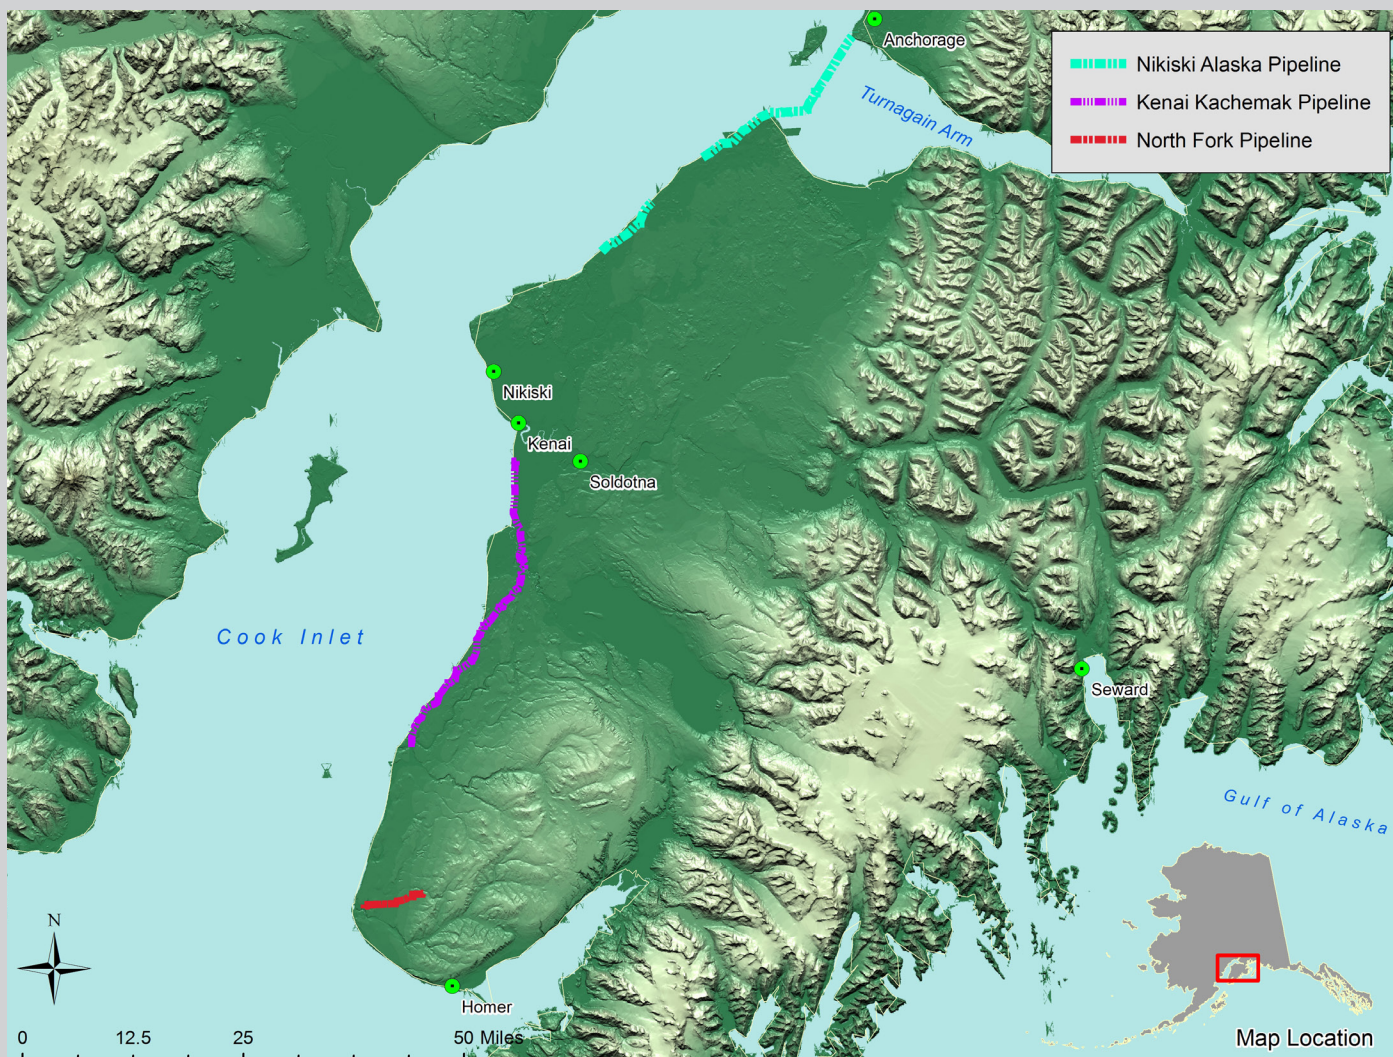 Anchorage
Nikiski Alaska Pipeline
Kenai Kachemak Pipeline
North Fork Pipeline
Turnagain Arm
Nikiski
Kenai
Soldotna
Cook Inlet
Seward
Gulf of Alaska
N
Homer
0 12.5 25 50 Miles
Map Location